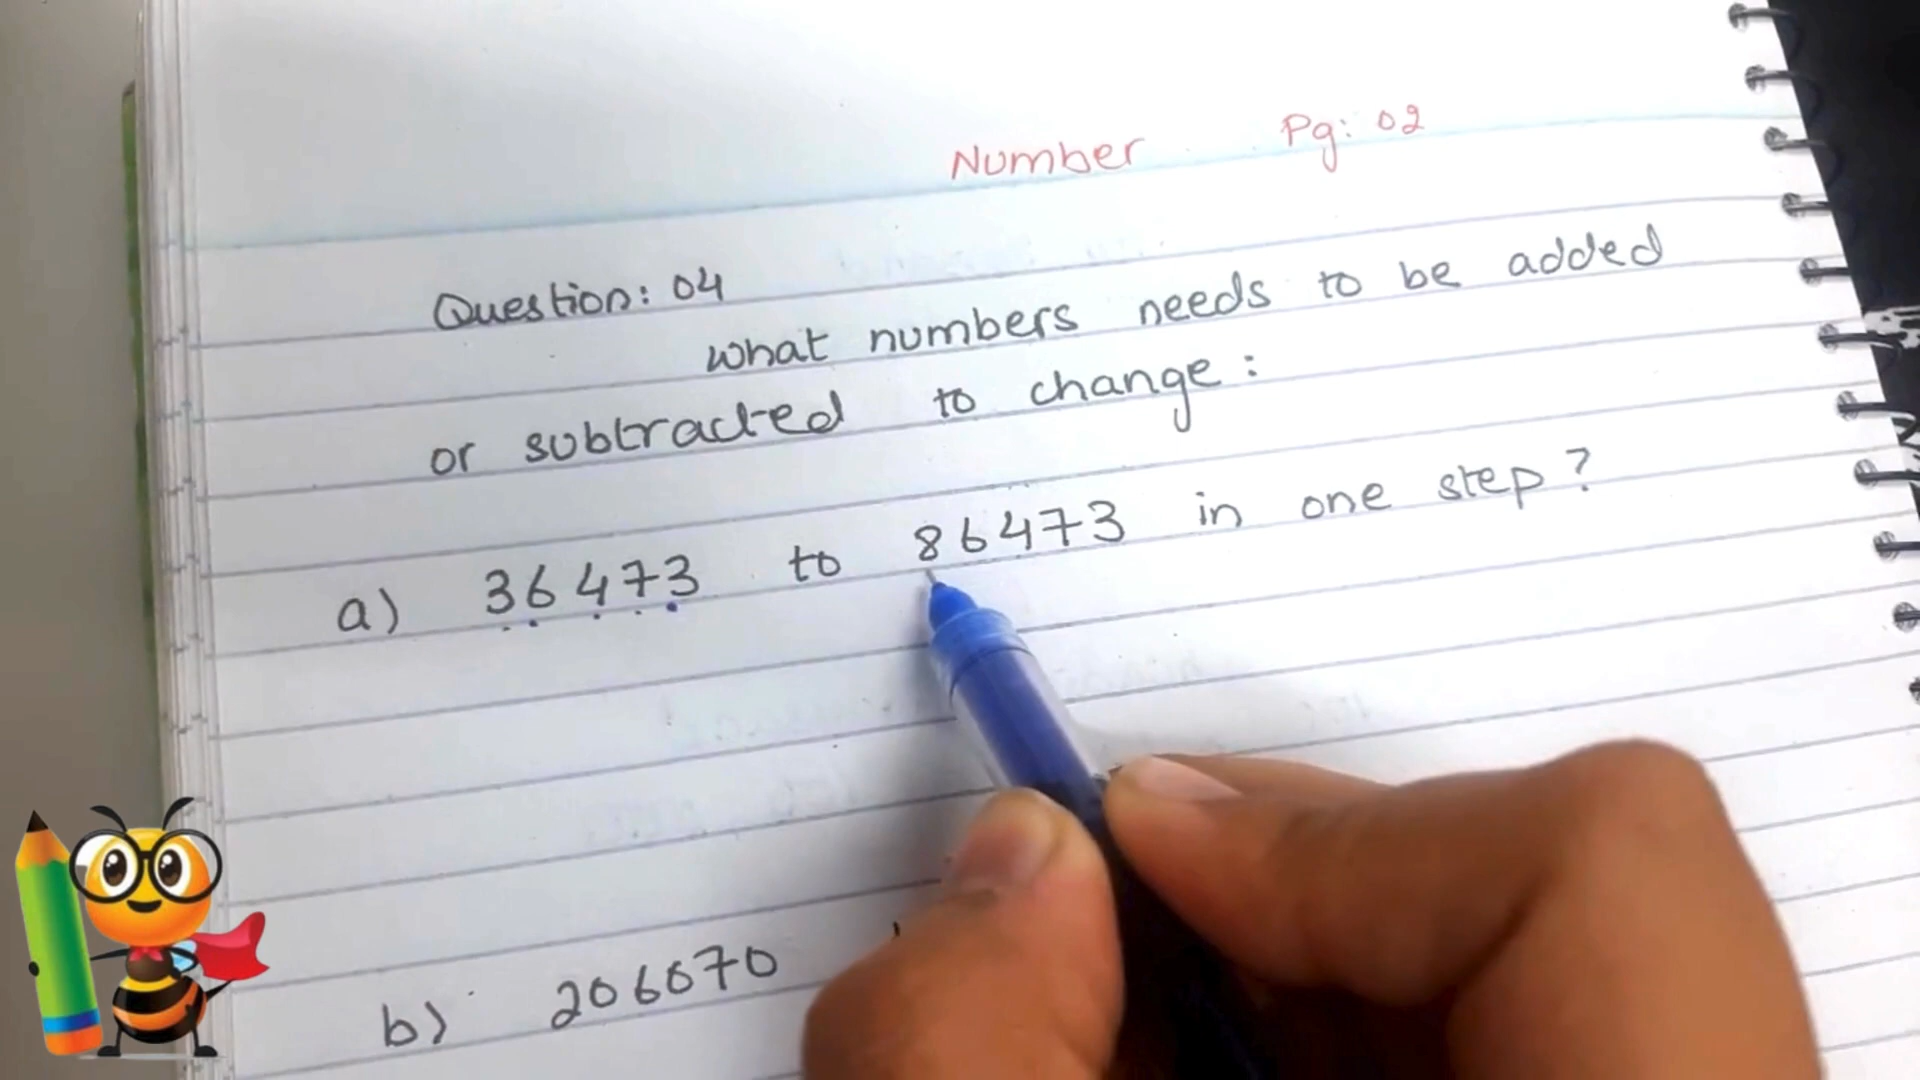 Number Pg: 02
Question: 04
what numbers needs to be added
or subtracted to change:
a) 36473 to 86473 in one step?
b) 206070